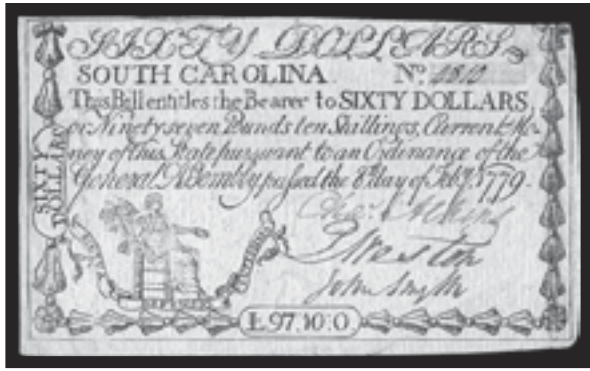 SIXTY DOLLARS
SOUTH CAROLINA. No.
This Bill entitles the Bearer to SIXTY DOLLARS,
or Ninety seven Pounds ten Shillings, Current Mo-
ney of this State pursuant to an Ordinance of the
General Assembly passed the 8th day of Feby. 1779.
SIXTY
DOLLARS
John Smyth
£ 97,10:0